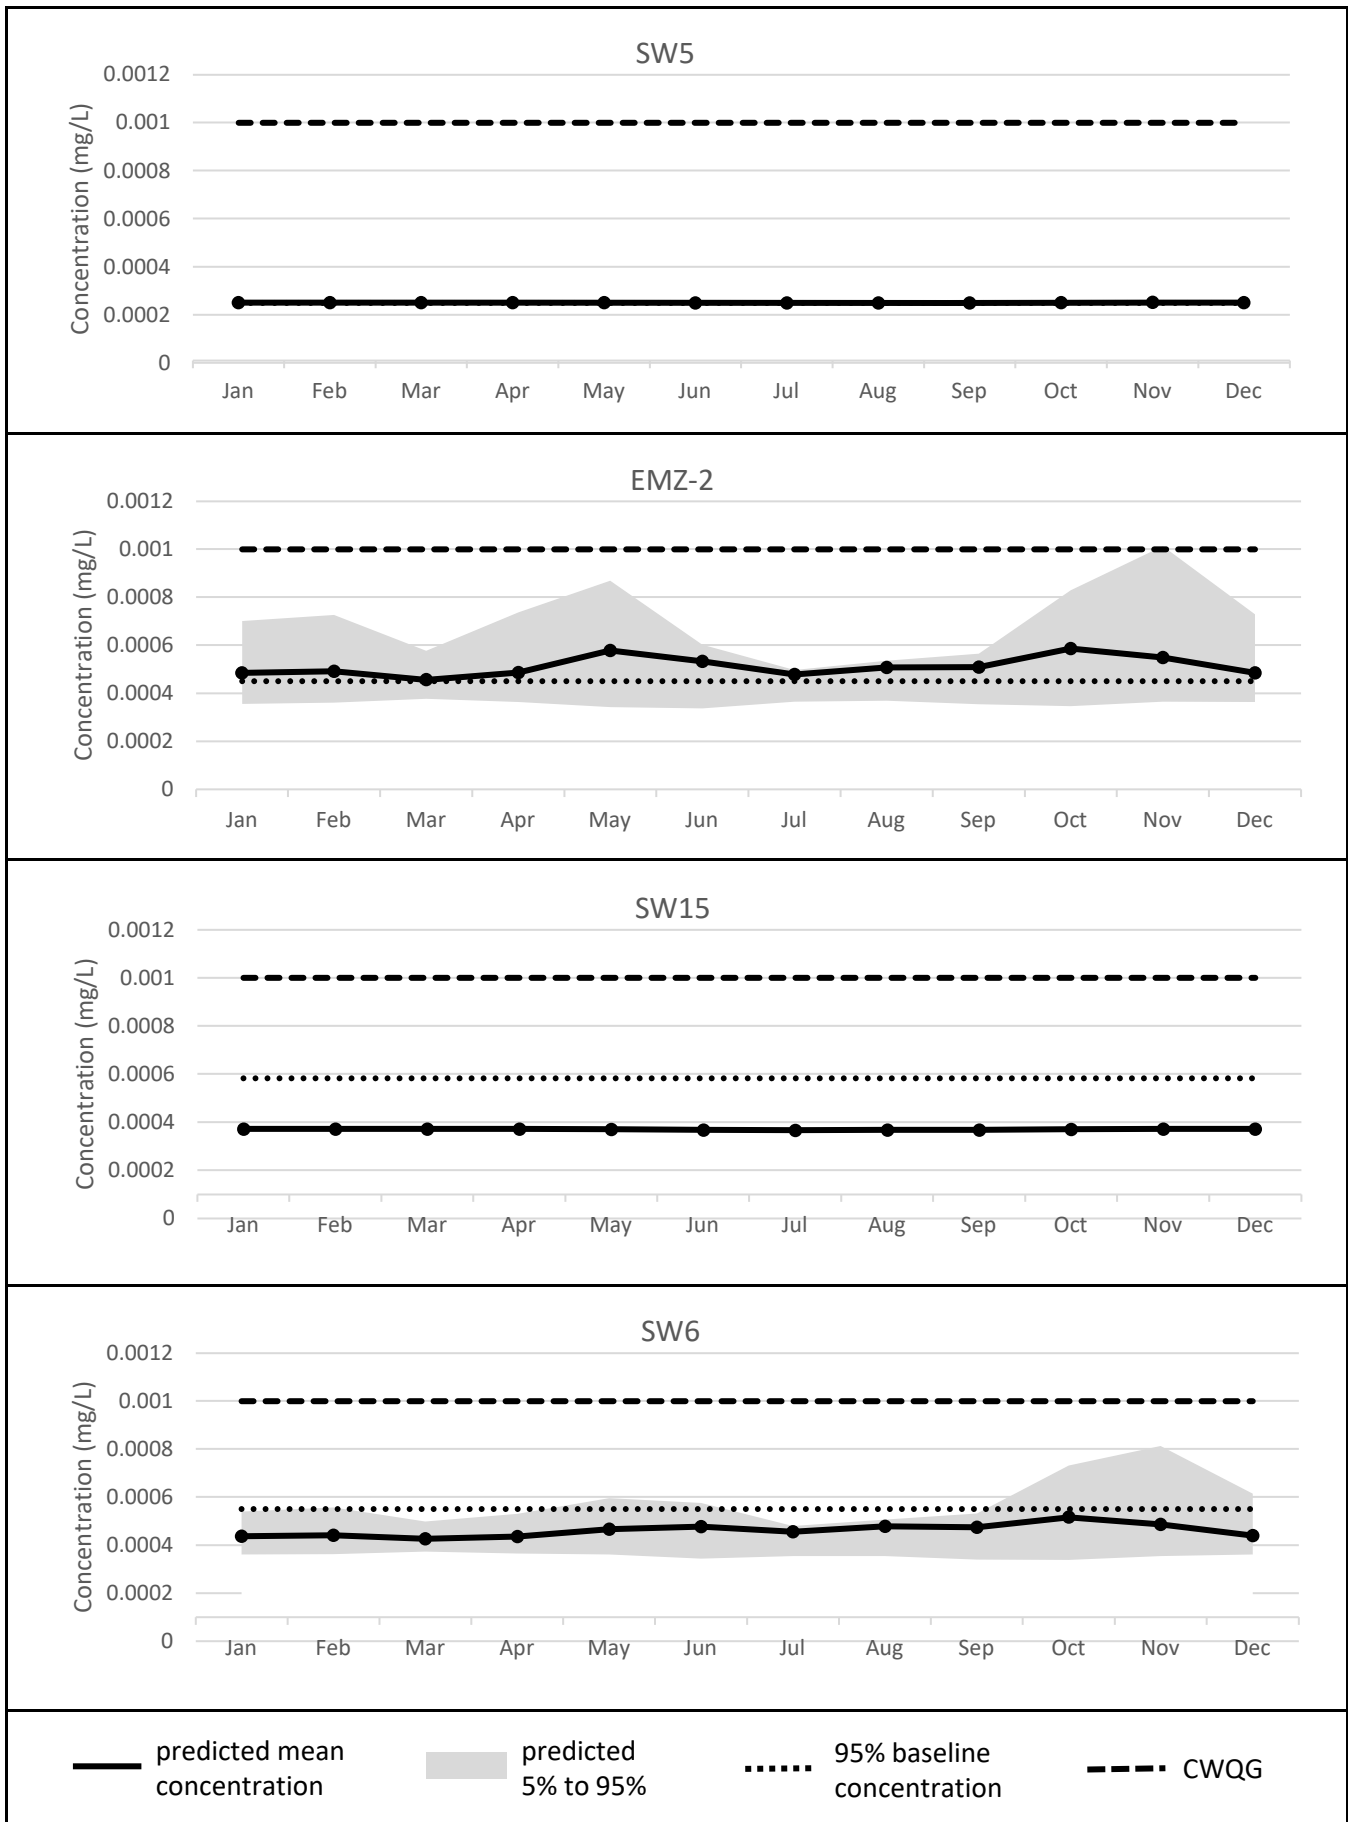 SW5
Concentration (mg/L)
0.0012
0.001
0.0008
0.0006
0.0004
0.0002
0
Jan Feb Mar Apr May Jun Jul Aug Sep Oct Nov Dec
EMZ-2
Concentration (mg/L)
0.0012
0.001
0.0008
0.0006
0.0004
0.0002
0
Jan Feb Mar Apr May Jun Jul Aug Sep Oct Nov Dec
SW15
Concentration (mg/L)
0.0012
0.001
0.0008
0.0006
0.0004
0.0002
0
Jan Feb Mar Apr May Jun Jul Aug Sep Oct Nov Dec
SW6
Concentration (mg/L)
0.0012
0.001
0.0008
0.0006
0.0004
0.0002
0
Jan Feb Mar Apr May Jun Jul Aug Sep Oct Nov Dec
predicted mean
concentration
predicted
5% to 95%
95% baseline
concentration
CWQG